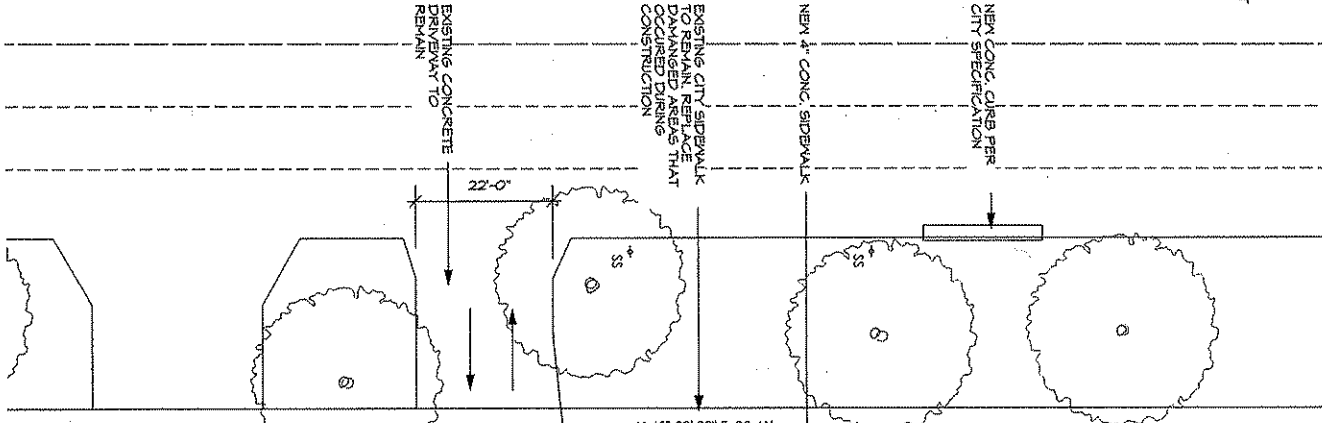 EXISTING CONCRETE
DRIVEWAY TO
REMAIN
EXISTING CITY SIDEWALK
TO REMAIN. REPLACE
DAMANGED AREAS THAT
OCCURED DURING
CONSTRUCTION
NEW 4" CONC. SIDEWALK
NEW CONC. CURB PER
CITY SPECIFICATION
22'-0"
SS
SS